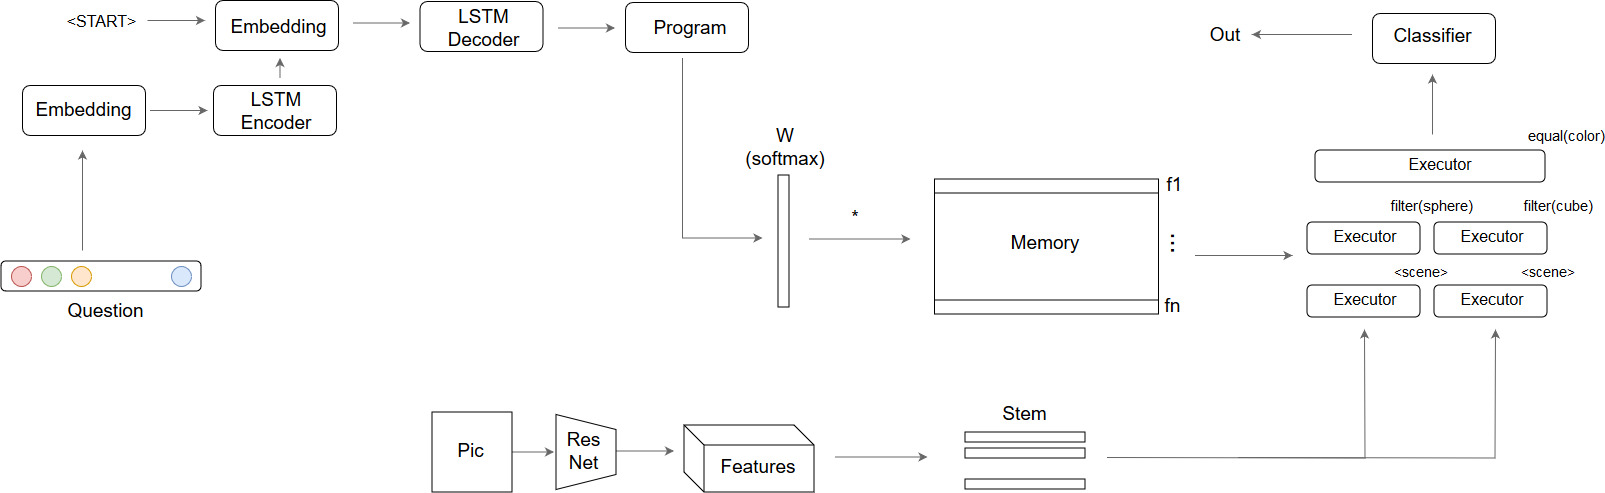 <START>
Embedding
LSTM
Decoder
Program
Classifier
Out
Embedding
LSTM
Encoder
W
(softmax)
*
Question
f1
Memory
fn
equal(color)
Executor
filter(sphere)
filter(cube)
Executor
Executor
<scene>
<scene>
Executor
Executor
Pic
Res
Net
Features
Stem